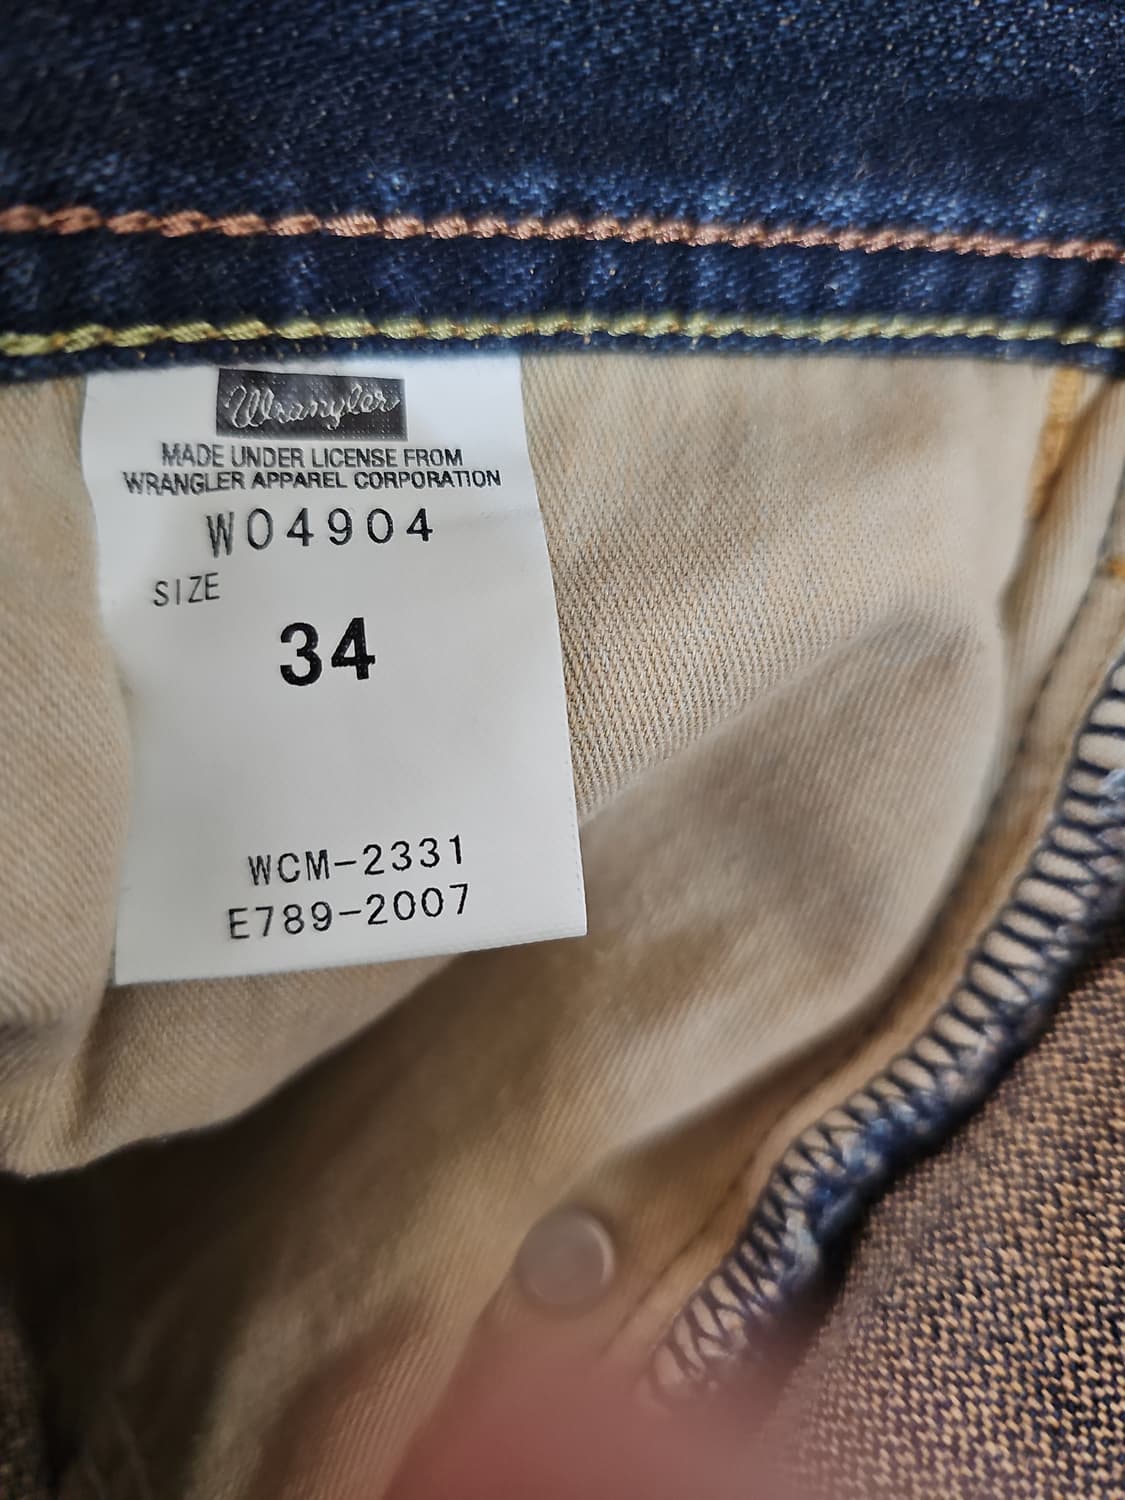 Wrangler
MADE UNDER LICENSE FROM
WRANGLER APPAREL CORPORATION
W04904
SIZE
34
WCM-2331
E789-2007